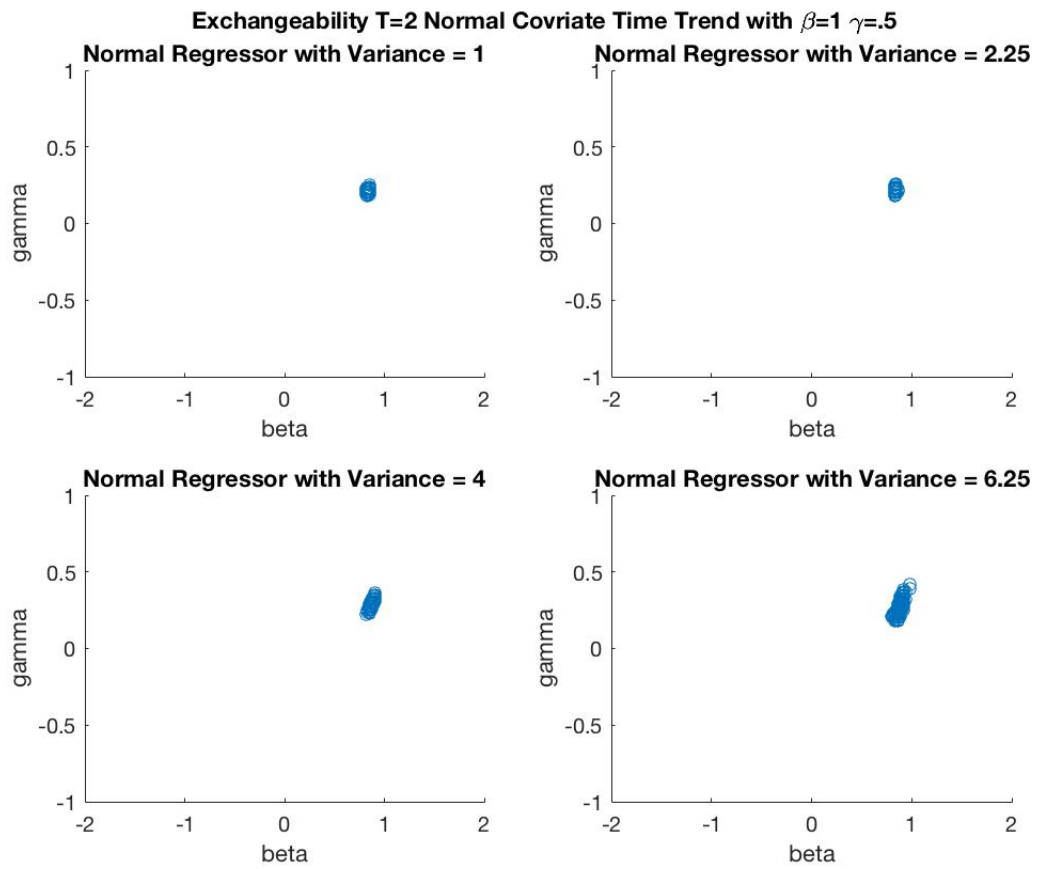 Exchangeability T=2 Normal Covriate Time Trend with β=1 γ=.5
Normal Regressor with Variance = 1
1
0.5
0
-0.5
-1
gamma
-2 -1 0 1 2
beta
Normal Regressor with Variance = 2.25
1
0.5
0
-0.5
-1
gamma
-2 -1 0 1 2
beta
Normal Regressor with Variance = 4
1
0.5
0
-0.5
-1
gamma
-2 -1 0 1 2
beta
Normal Regressor with Variance = 6.25
1
0.5
0
-0.5
-1
gamma
-2 -1 0 1 2
beta